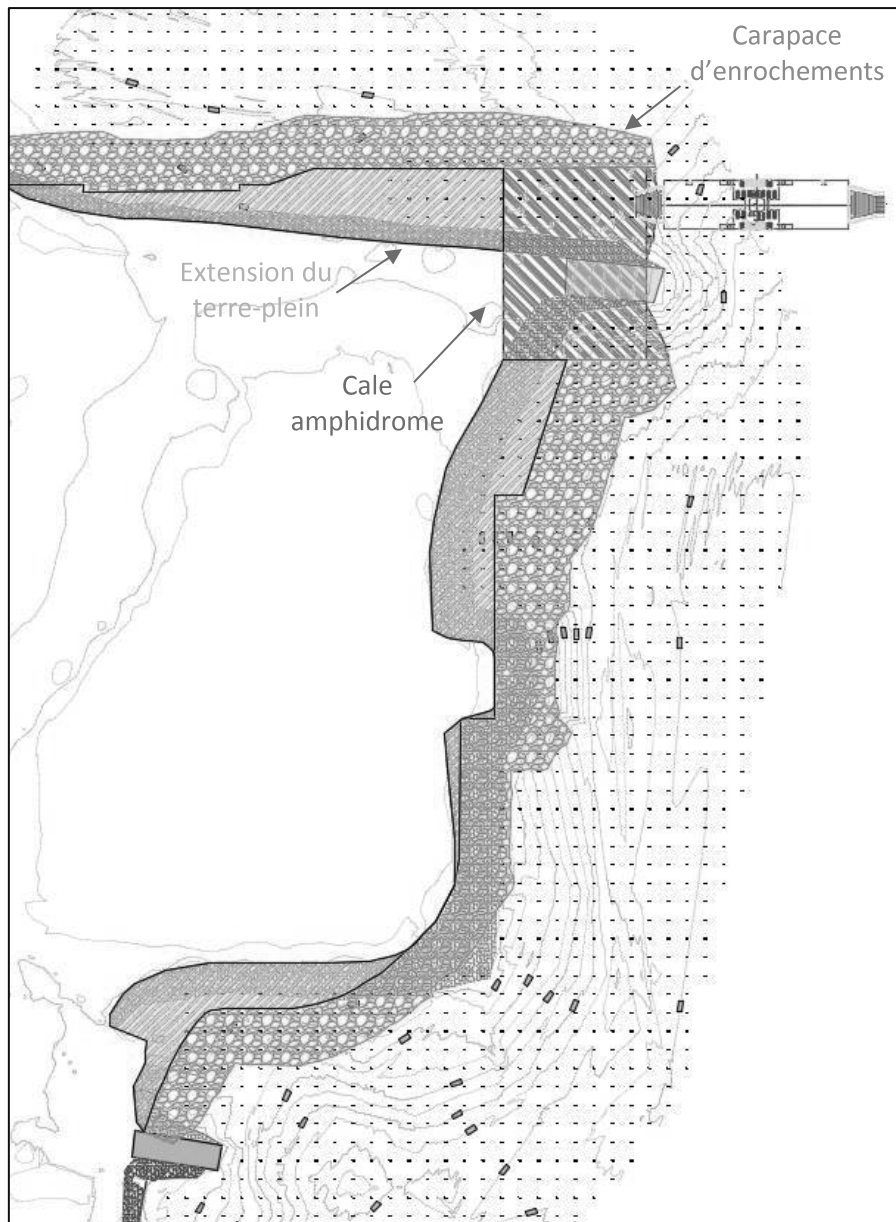 Carapace
d'enrochements
Extension du
terre-plein
Cale
amphidrome